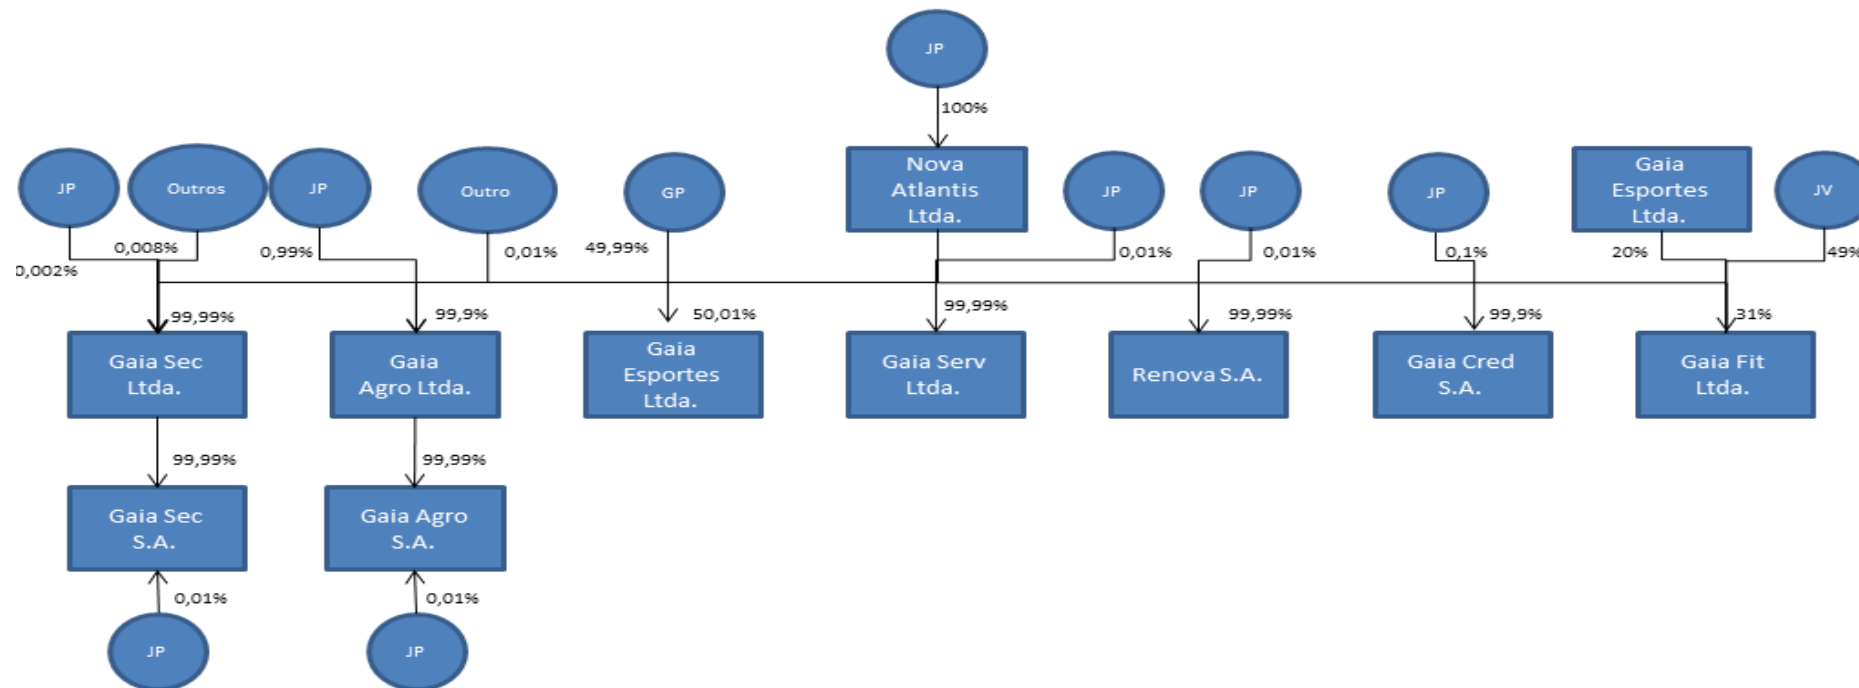 JP
100%
JP
Outros
JP
Outro
GP
Nova
Atlantis
Ltda.
JP
JP
JP
Gaia
Esportes
Ltda.
JV
0,002%
0,008%
0,99%
0,01%
49,99%
0,01%
0,01%
0,1%
20%
49%
99,99%
99,9%
50,01%
99,99%
99,99%
99,9%
31%
Gaia Sec
Ltda.
Gaia
Agro Ltda.
Gaia
Esportes
Ltda.
Gaia Serv
Ltda.
Renova S.A.
Gaia Cred
S.A.
Gaia Fit
Ltda.
99,99%
99,99%
Gaia Sec
S.A.
Gaia Agro
S.A.
0,01%
0,01%
JP
JP